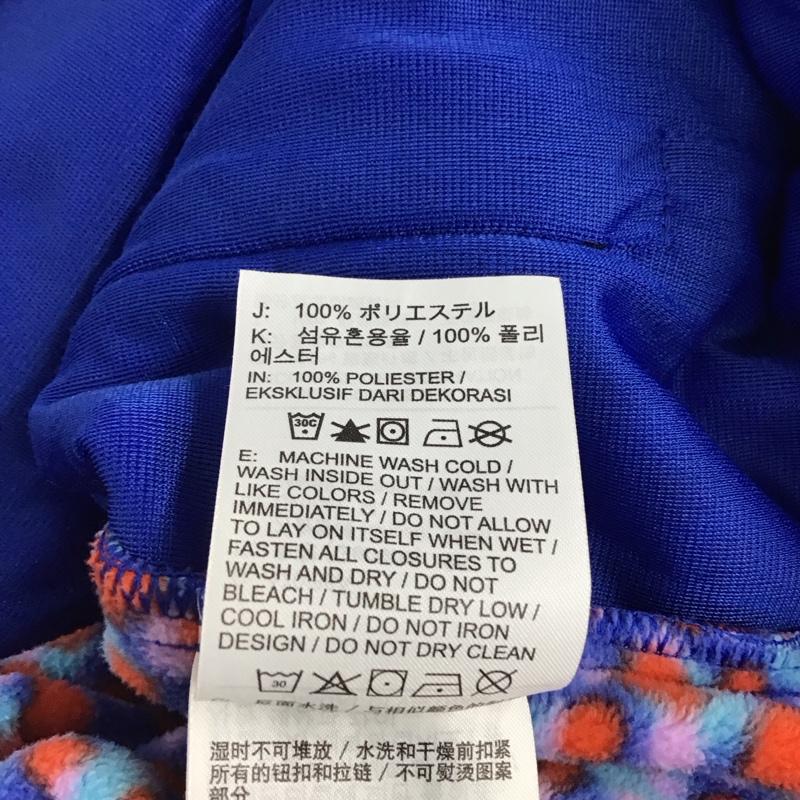 J: 100% ポリエステル
K: 섬유혼용율 / 100% 폴리
에스터
IN: 100% POLIESTER /
EKSKLUSIF DARI DEKORASI
30C
E: MACHINE WASH COLD /
WASH INSIDE OUT / WASH WITH
LIKE COLORS / REMOVE
IMMEDIATELY / DO NOT ALLOW
TO LAY ON ITSELF WHEN WET /
FASTEN ALL CLOSURES TO
WASH AND DRY / DO NOT
BLEACH / TUMBLE DRY LOW /
COOL IRON / DO NOT IRON
DESIGN / DO NOT DRY CLEAN
30
湿时不可堆放 / 水洗和干燥前扣紧
所有的钮扣和拉链 / 不可熨烫图案
部分